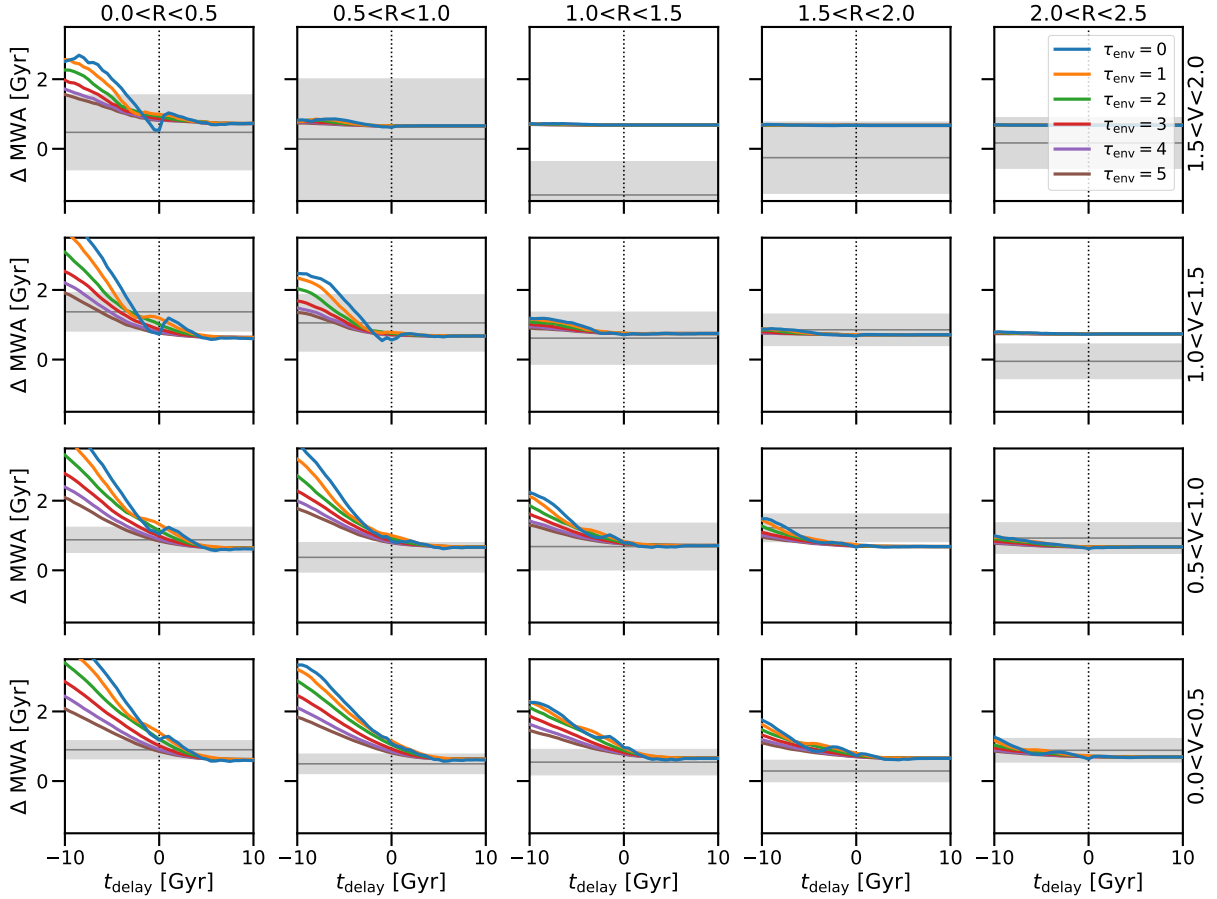 0.0<R<0.5 0.5<R<1.0 1.0<R<1.5 1.5<R<2.0 2.0<R<2.5
Δ MWA [Gyr]
2
0
τenv = 0
τenv = 1
τenv = 2
τenv = 3
τenv = 4
τenv = 5
1.5<V<2.0
Δ MWA [Gyr]
2
0
1.0<V<1.5
Δ MWA [Gyr]
2
0
0.5<V<1.0
Δ MWA [Gyr]
2
0
0.0<V<0.5
−10 0 10 −10 0 10 −10 0 10 −10 0 10 −10 0 10
tdelay [Gyr] tdelay [Gyr] tdelay [Gyr] tdelay [Gyr] tdelay [Gyr]